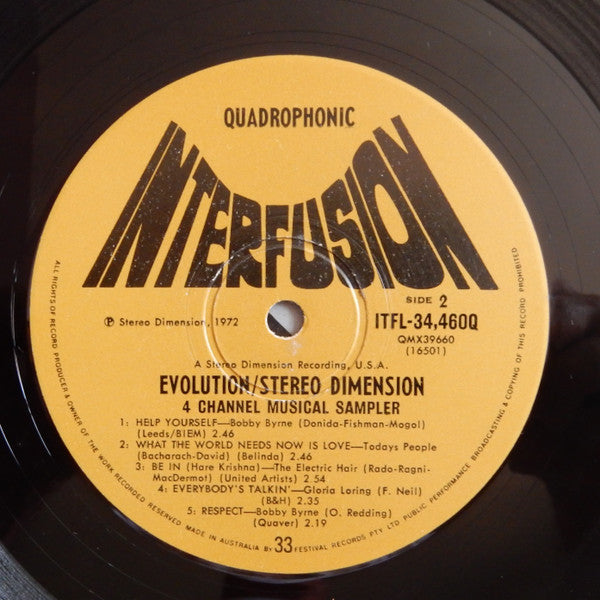 QUADROPHONIC
INTERFUSION
SIDE 2
ITFL-34,460Q
QMX39660
(16501)
℗ Stereo Dimension, 1972
A Stereo Dimension Recording, U.S.A.
EVOLUTION/STEREO DIMENSION
4 CHANNEL MUSICAL SAMPLER
1: HELP YOURSELF—Bobby Byrne (Donida-Fishman-Mogol)
(Leeds/BIEM) 2.46
2: WHAT THE WORLD NEEDS NOW IS LOVE—Todays People
(Bacharach-David) (Belinda) 2.46
3: BE IN (Hare Krishna)—The Electric Hair (Rado-Ragni-
MacDermot) (United Artists) 2.54
4: EVERYBODY'S TALKIN'—Gloria Loring (F. Neil)
(B&H) 2.35
5: RESPECT—Bobby Byrne (O. Redding)
(Quaver) 2.19
33
ALL RIGHTS OF RECORD PRODUCER & OWNER OF THE WORK RECORDED RESERVED MADE IN AUSTRALIA BY FESTIVAL RECORDS PTY LTD PUBLIC PERFORMANCE BROADCASTING & COPYING OF THIS RECORD PROHIBITED